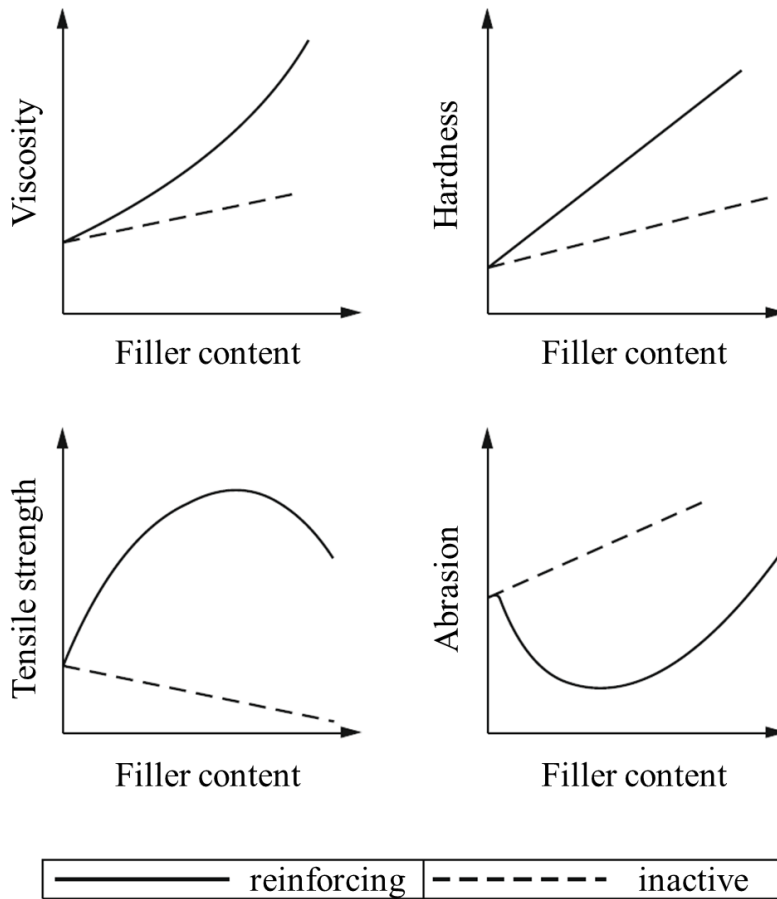 Viscosity
Filler content
Hardness
Filler content
Tensile strength
Filler content
Abrasion
Filler content
reinforcing
inactive